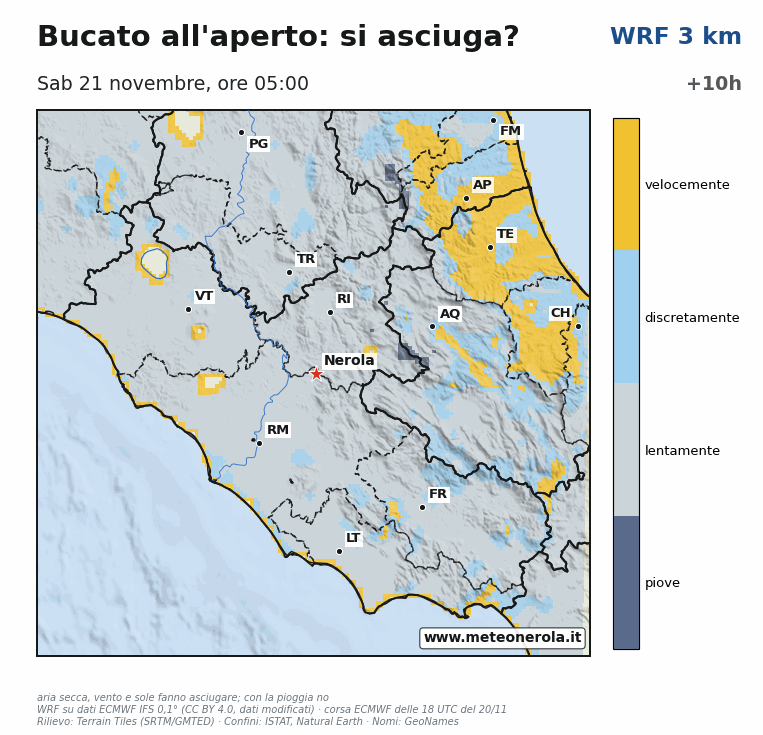 Bucato all'aperto: si asciuga?
WRF 3 km
Sab 21 novembre, ore 05:00
+10h
FM
PG
AP
TE
TR
VT
RI
AQ
CH
Nerola
RM
FR
LT
www.meteonerola.it
velocemente
discretamente
lentamente
piove
aria secca, vento e sole fanno asciugare; con la pioggia no
WRF su dati ECMWF IFS 0,1° (CC BY 4.0, dati modificati) · corsa ECMWF delle 18 UTC del 20/11
Rilievo: Terrain Tiles (SRTM/GMTED) · Confini: ISTAT, Natural Earth · Nomi: GeoNames